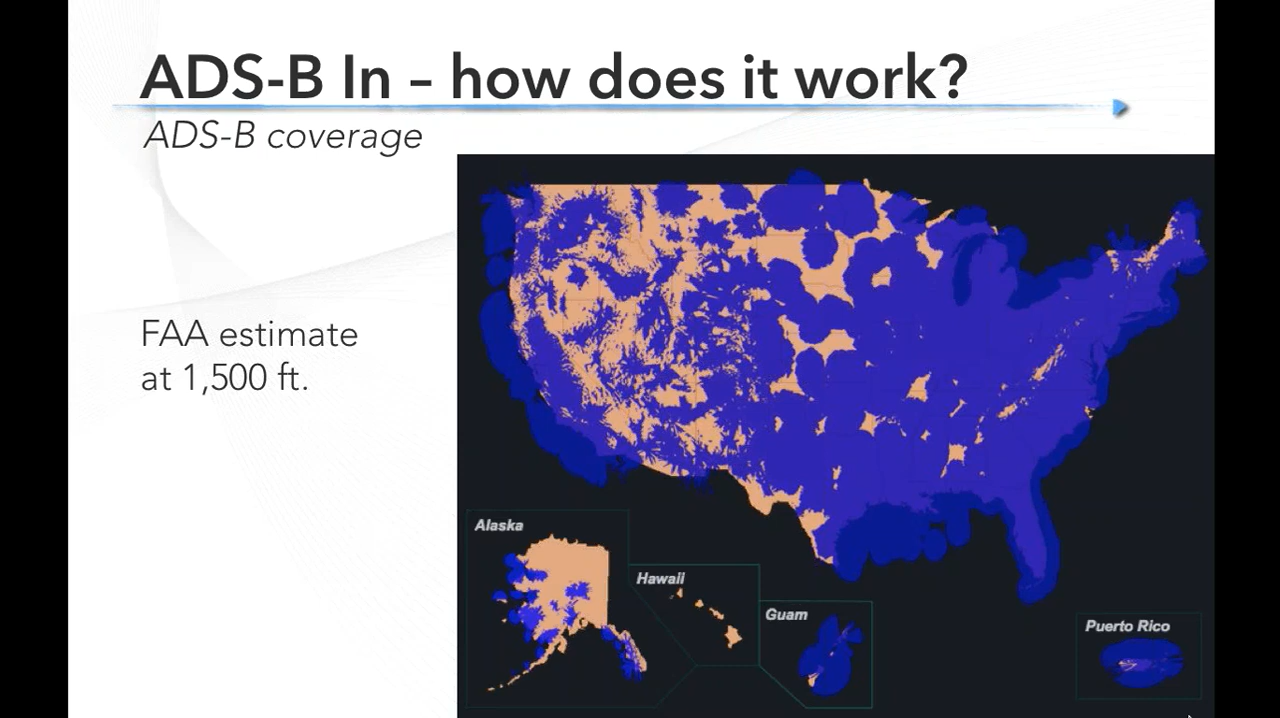 ADS-B In – how does it work?
ADS-B coverage
FAA estimate
at 1,500 ft.
Alaska
Hawaii
Guam
Puerto Rico